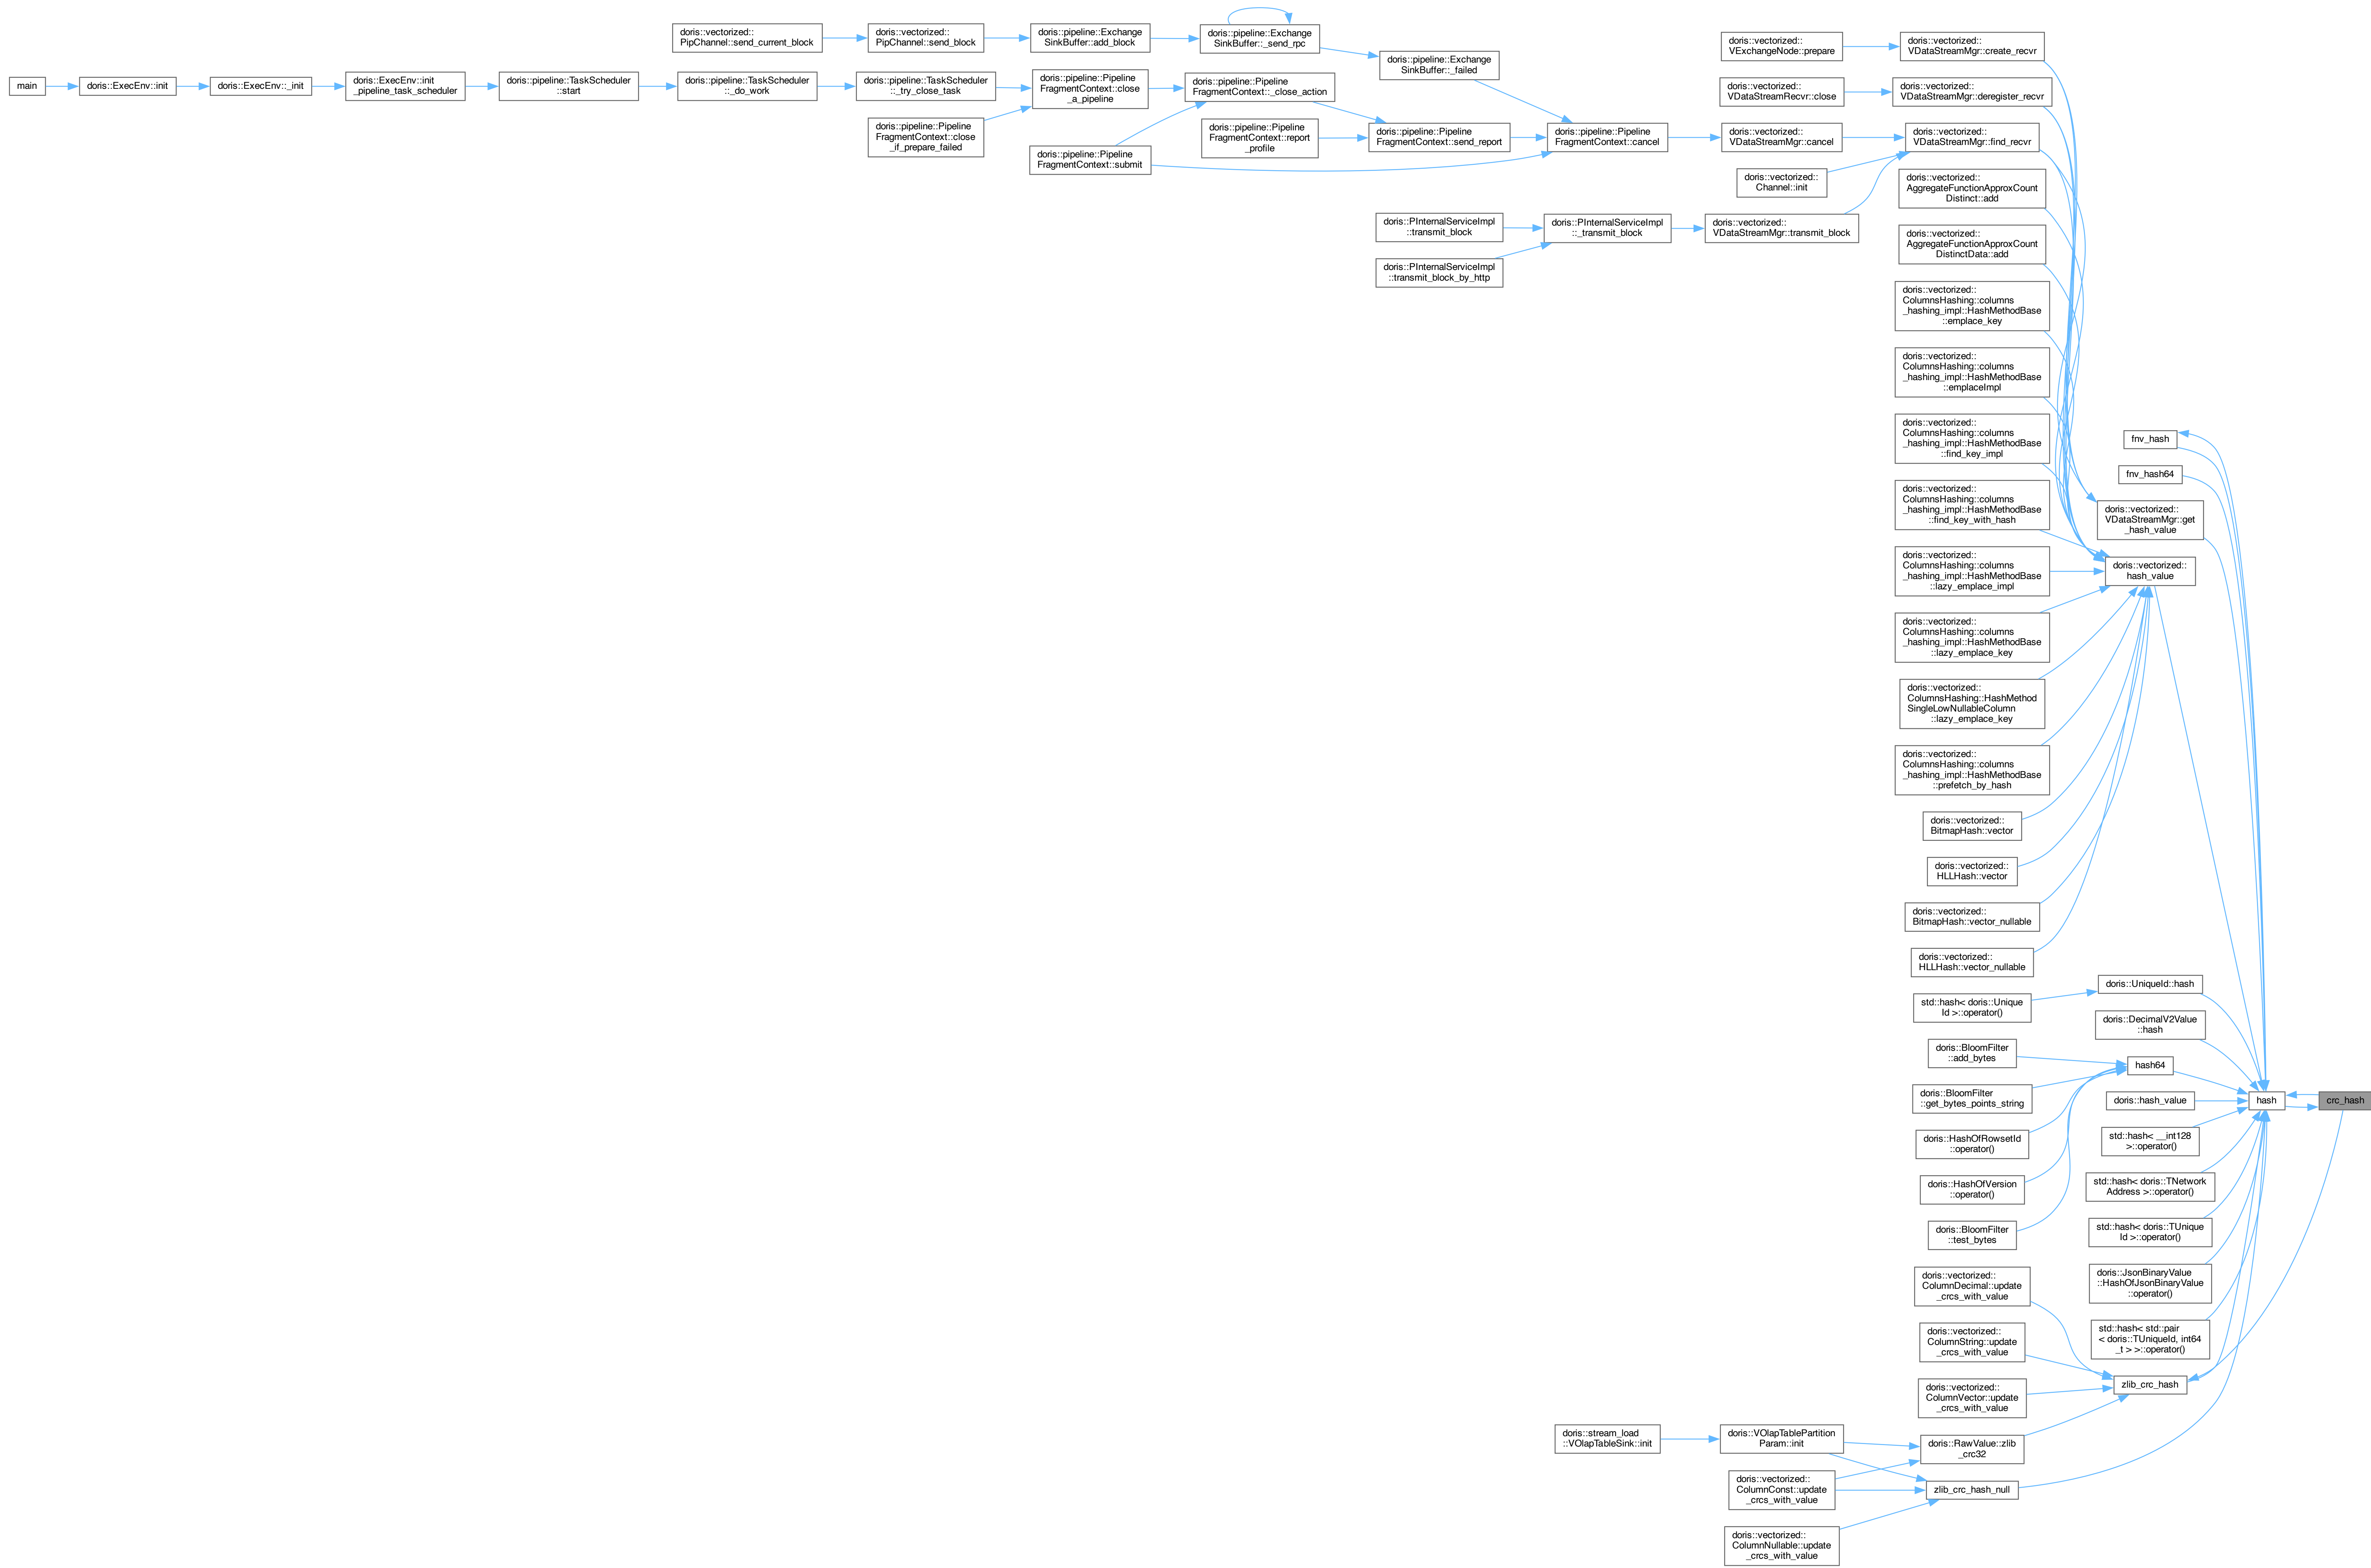 doris::vectorized::
PipChannel::send_current_block
doris::vectorized::
PipChannel::send_block
doris::pipeline::Exchange
SinkBuffer::add_block
doris::pipeline::Exchange
SinkBuffer::_send_rpc
doris::pipeline::Exchange
SinkBuffer::_failed
doris::vectorized::
VExchangeNode::prepare
doris::vectorized::
VDataStreamMgr::create_recvr
main
doris::ExecEnv::init
doris::ExecEnv::_init
doris::ExecEnv::init
_pipeline_task_scheduler
doris::pipeline::TaskScheduler
::start
doris::pipeline::TaskScheduler
::_do_work
doris::pipeline::TaskScheduler
::_try_close_task
doris::pipeline::Pipeline
FragmentContext::close
_a_pipeline
doris::pipeline::Pipeline
FragmentContext::_close_action
doris::vectorized::
VDataStreamRecvr::close
doris::vectorized::
VDataStreamMgr::deregister_recvr
doris::pipeline::Pipeline
FragmentContext::close
_if_prepare_failed
doris::pipeline::Pipeline
FragmentContext::report
_profile
doris::pipeline::Pipeline
FragmentContext::send_report
doris::pipeline::Pipeline
FragmentContext::cancel
doris::vectorized::
VDataStreamMgr::cancel
doris::vectorized::
VDataStreamMgr::find_recvr
doris::pipeline::Pipeline
FragmentContext::submit
doris::vectorized::
Channel::init
doris::vectorized::
AggregateFunctionApproxCount
Distinct::add
doris::PInternalServiceImpl
::transmit_block
doris::PInternalServiceImpl
::_transmit_block
doris::vectorized::
VDataStreamMgr::transmit_block
doris::vectorized::
AggregateFunctionApproxCount
DistinctData::add
doris::PInternalServiceImpl
::transmit_block_by_http
doris::vectorized::
ColumnsHashing::columns
_hashing_impl::HashMethodBase
::emplace_key
doris::vectorized::
ColumnsHashing::columns
_hashing_impl::HashMethodBase
::emplaceImpl
doris::vectorized::
ColumnsHashing::columns
_hashing_impl::HashMethodBase
::find_key_impl
fnv_hash
fnv_hash64
doris::vectorized::
ColumnsHashing::columns
_hashing_impl::HashMethodBase
::find_key_with_hash
doris::vectorized::
VDataStreamMgr::get
_hash_value
doris::vectorized::
ColumnsHashing::columns
_hashing_impl::HashMethodBase
::lazy_emplace_impl
doris::vectorized::
hash_value
doris::vectorized::
ColumnsHashing::columns
_hashing_impl::HashMethodBase
::lazy_emplace_key
doris::vectorized::
ColumnsHashing::HashMethod
SingleLowNullableColumn
::lazy_emplace_key
doris::vectorized::
ColumnsHashing::columns
_hashing_impl::HashMethodBase
::prefetch_by_hash
doris::vectorized::
BitmapHash::vector
doris::vectorized::
HLLHash::vector
doris::vectorized::
BitmapHash::vector_nullable
doris::vectorized::
HLLHash::vector_nullable
doris::UniqueId::hash
std::hash< doris::Unique
Id >::operator()
doris::DecimalV2Value
::hash
doris::BloomFilter
::add_bytes
hash64
doris::BloomFilter
::get_bytes_points_string
doris::hash_value
hash
crc_hash
doris::HashOfRowsetId
::operator()
std::hash< __int128
>::operator()
doris::HashOfVersion
::operator()
std::hash< doris::TNetwork
Address >::operator()
doris::BloomFilter
::test_bytes
std::hash< doris::TUnique
Id >::operator()
doris::vectorized::
ColumnDecimal::update
_crcs_with_value
doris::JsonBinaryValue
::HashOfJsonBinaryValue
::operator()
doris::vectorized::
ColumnString::update
_crcs_with_value
std::hash< std::pair
< doris::TUniqueId, int64
_t > >::operator()
doris::vectorized::
ColumnVector::update
_crcs_with_value
zlib_crc_hash
doris::stream_load
::VOlapTableSink::init
doris::VOlapTablePartition
Param::init
doris::RawValue::zlib
_crc32
doris::vectorized::
ColumnConst::update
_crcs_with_value
zlib_crc_hash_null
doris::vectorized::
ColumnNullable::update
_crcs_with_value